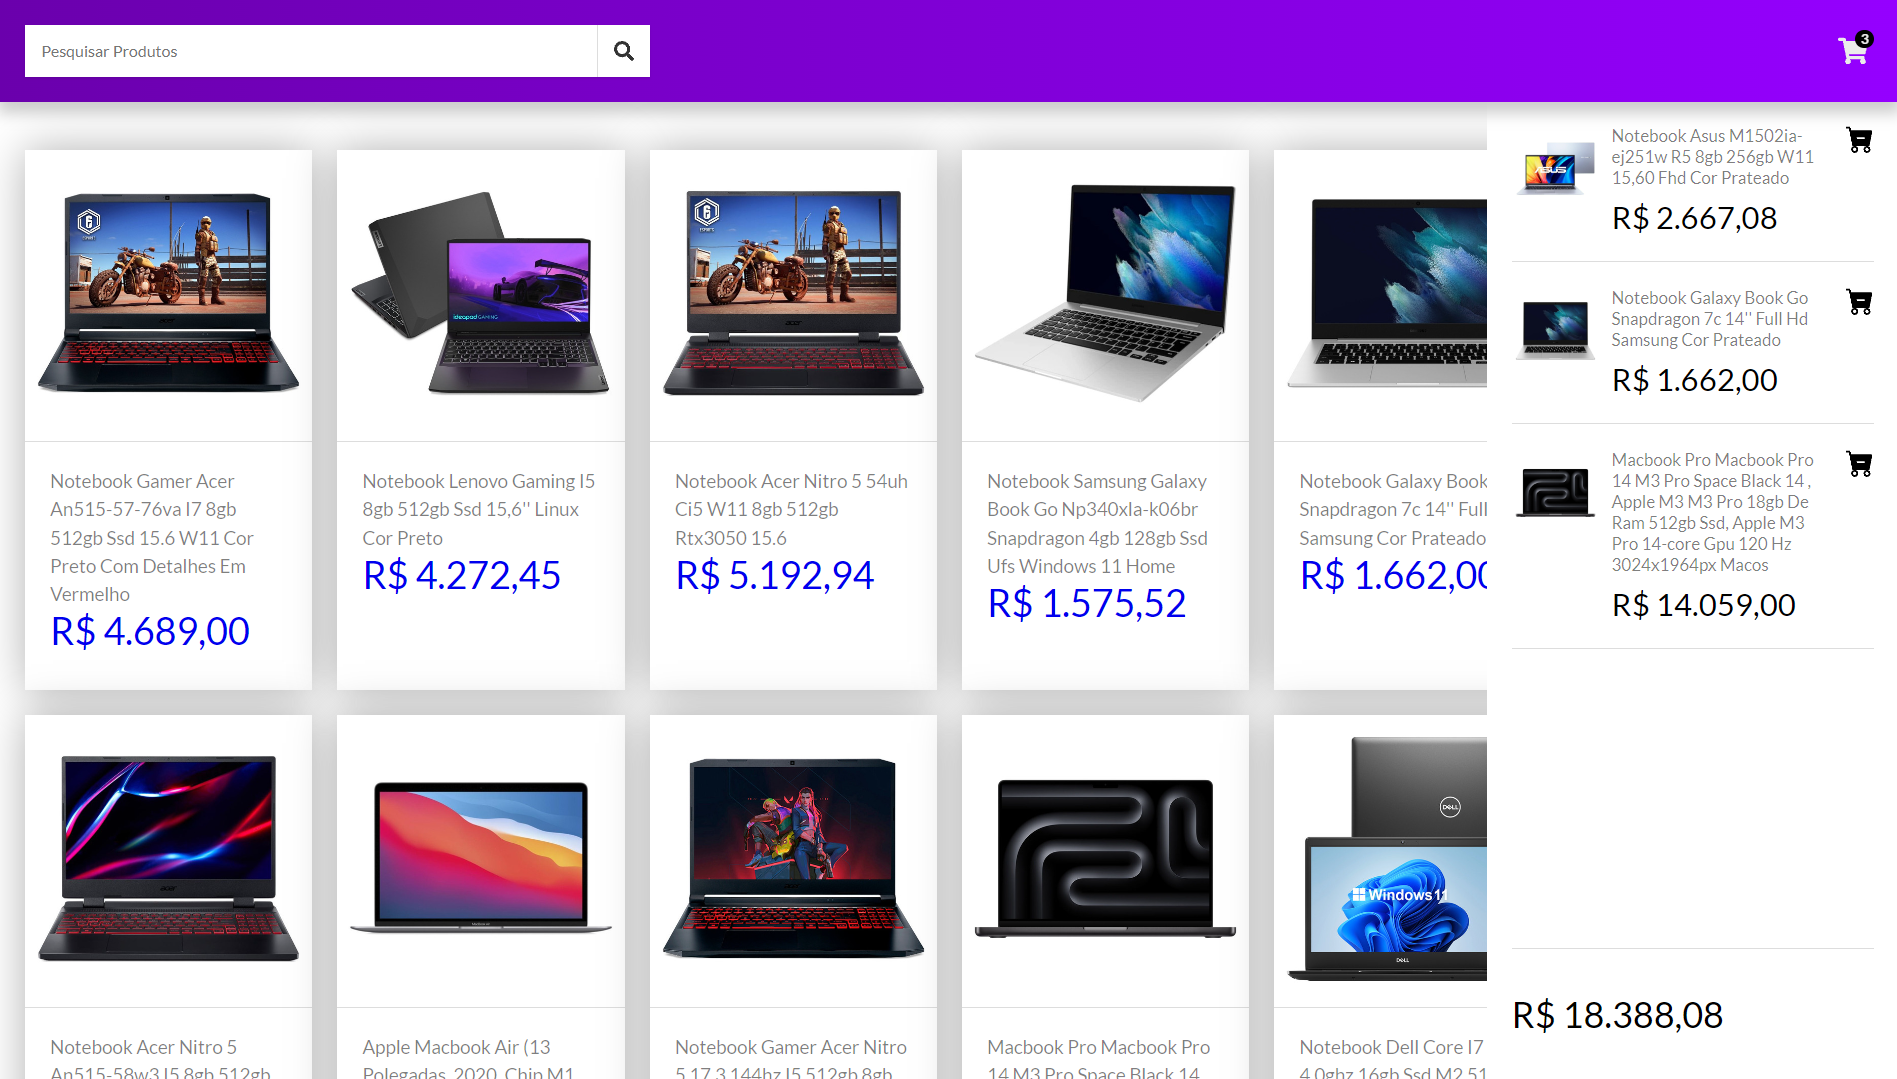 Pesquisar Produtos
3
Notebook Gamer Acer
An515-57-76va I7 8gb
512gb Ssd 15.6 W11 Cor
Preto Com Detalhes Em
Vermelho
R$ 4.689,00
ideapad GAMING
Notebook Lenovo Gaming I5
8gb 512gb Ssd 15,6'' Linux
Cor Preto
R$ 4.272,45
Notebook Acer Nitro 5 54uh
Ci5 W11 8gb 512gb
Rtx3050 15.6
R$ 5.192,94
Notebook Samsung Galaxy
Book Go Np340xla-k06br
Snapdragon 4gb 128gb Ssd
Ufs Windows 11 Home
R$ 1.575,52
Notebook Galaxy Book
Snapdragon 7c 14'' Full
Samsung Cor Prateado
R$ 1.662,00
ASUS
Notebook Asus M1502ia-
ej251w R5 8gb 256gb W11
15,60 Fhd Cor Prateado
R$ 2.667,08
Notebook Galaxy Book Go
Snapdragon 7c 14'' Full Hd
Samsung Cor Prateado
R$ 1.662,00
Macbook Pro Macbook Pro
14 M3 Pro Space Black 14 ,
Apple M3 M3 Pro 18gb De
Ram 512gb Ssd, Apple M3
Pro 14-core Gpu 120 Hz
3024x1964px Macos
R$ 14.059,00
Notebook Acer Nitro 5
An515-58w3 I5 8gb 512gb
Apple Macbook Air (13
Polegadas, 2020, Chip M1,
Notebook Gamer Acer Nitro
5 17.3 144hz I5 512gb 8gb
Macbook Pro Macbook Pro
14 M3 Pro Space Black 14
DELL
Windows 11
DELL
Notebook Dell Core I7
4.0ghz 16gb Ssd M2 51
R$ 18.388,08